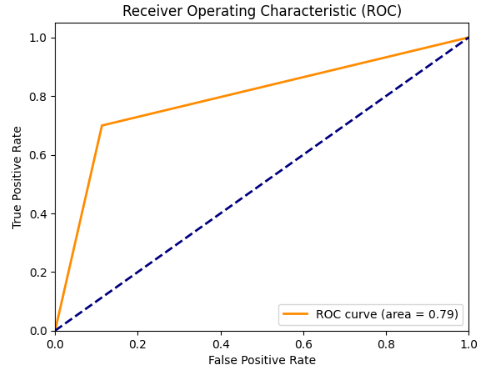 Receiver Operating Characteristic (ROC)
1.0
0.8
0.6
0.4
0.2
0.0
True Positive Rate
ROC curve (area = 0.79)
0.0 0.2 0.4 0.6 0.8 1.0
False Positive Rate